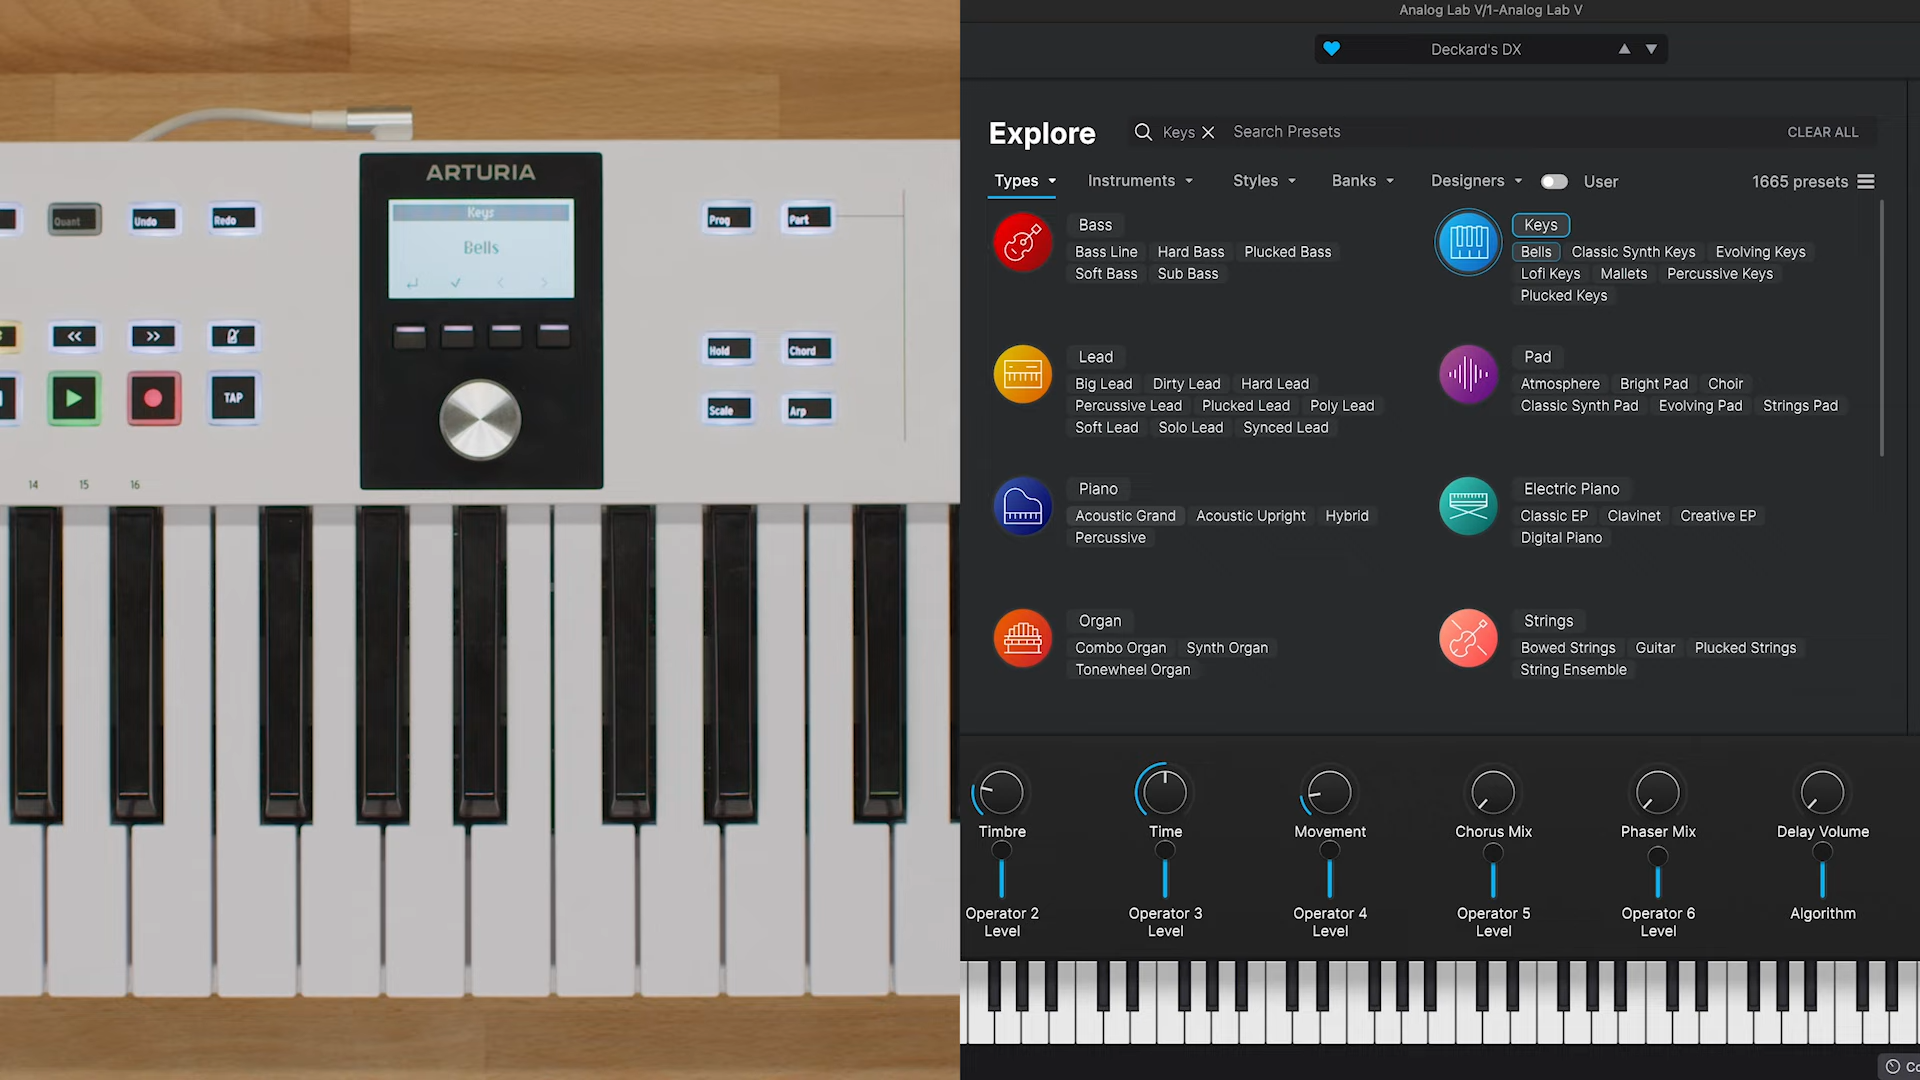 ARTURIA
Keys
Bells
Quant
Undo
Redo
Prog
Part
Hold
Chord
TAP
Scale
Arp
14
15
16
Analog Lab V/1-Analog Lab V
Deckard's DX
Explore
Keys
Search Presets
CLEAR ALL
Types
Instruments
Styles
Banks
Designers
User
1665 presets
Bass
Bass Line Hard Bass Plucked Bass
Soft Bass Sub Bass
Keys
Bells Classic Synth Keys Evolving Keys
Lofi Keys Mallets Percussive Keys
Plucked Keys
Lead
Big Lead Dirty Lead Hard Lead
Percussive Lead Plucked Lead Poly Lead
Soft Lead Solo Lead Synced Lead
Pad
Atmosphere Bright Pad Choir
Classic Synth Pad Evolving Pad Strings Pad
Piano
Acoustic Grand Acoustic Upright Hybrid
Percussive
Electric Piano
Classic EP Clavinet Creative EP
Digital Piano
Organ
Combo Organ Synth Organ
Tonewheel Organ
Strings
Bowed Strings Guitar Plucked Strings
String Ensemble
Timbre
Time
Movement
Chorus Mix
Phaser Mix
Delay Volume
Operator 2
Level
Operator 3
Level
Operator 4
Level
Operator 5
Level
Operator 6
Level
Algorithm